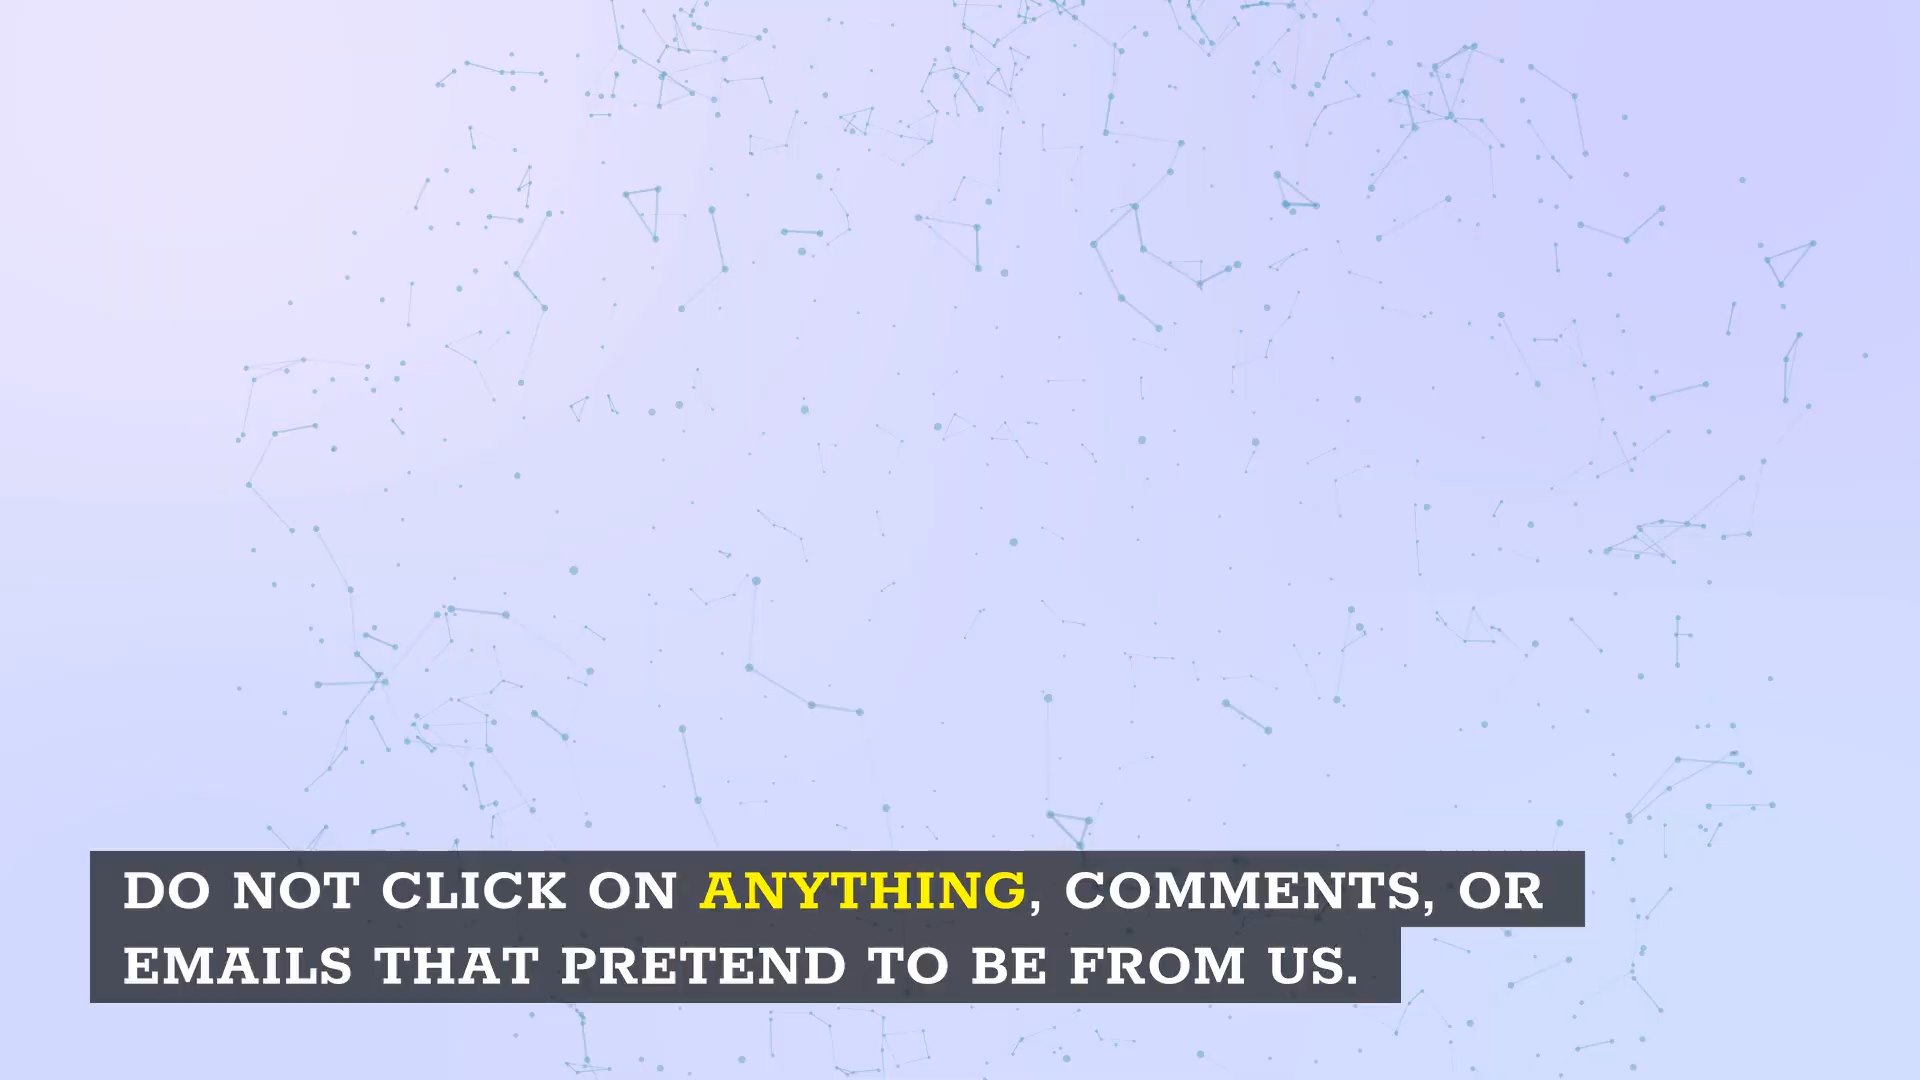 DO NOT CLICK ON ANYTHING, COMMENTS, OR
EMAILS THAT PRETEND TO BE FROM US.